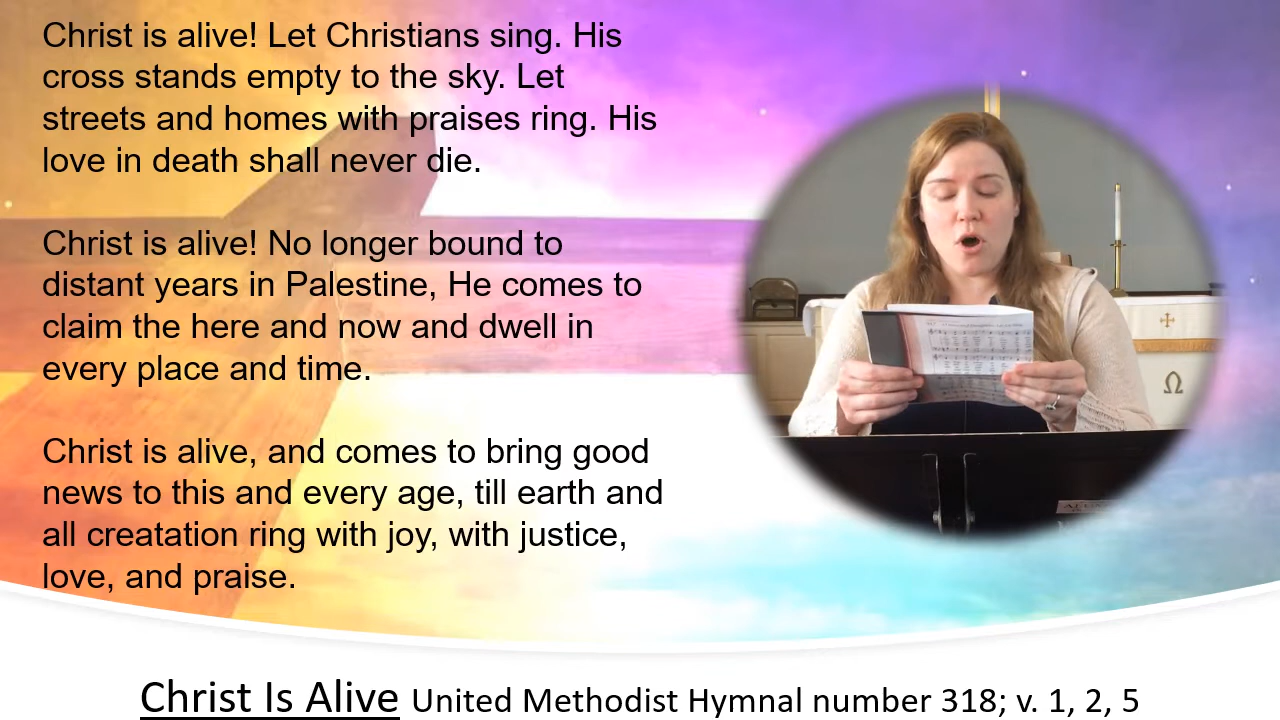 Christ is alive! Let Christians sing. His
cross stands empty to the sky. Let
streets and homes with praises ring. His
love in death shall never die.
Christ is alive! No longer bound to
distant years in Palestine, He comes to
claim the here and now and dwell in
every place and time.
Christ is alive, and comes to bring good
news to this and every age, till earth and
all creatation ring with joy, with justice,
love, and praise.
Ω
Christ Is Alive United Methodist Hymnal number 318; v. 1, 2, 5